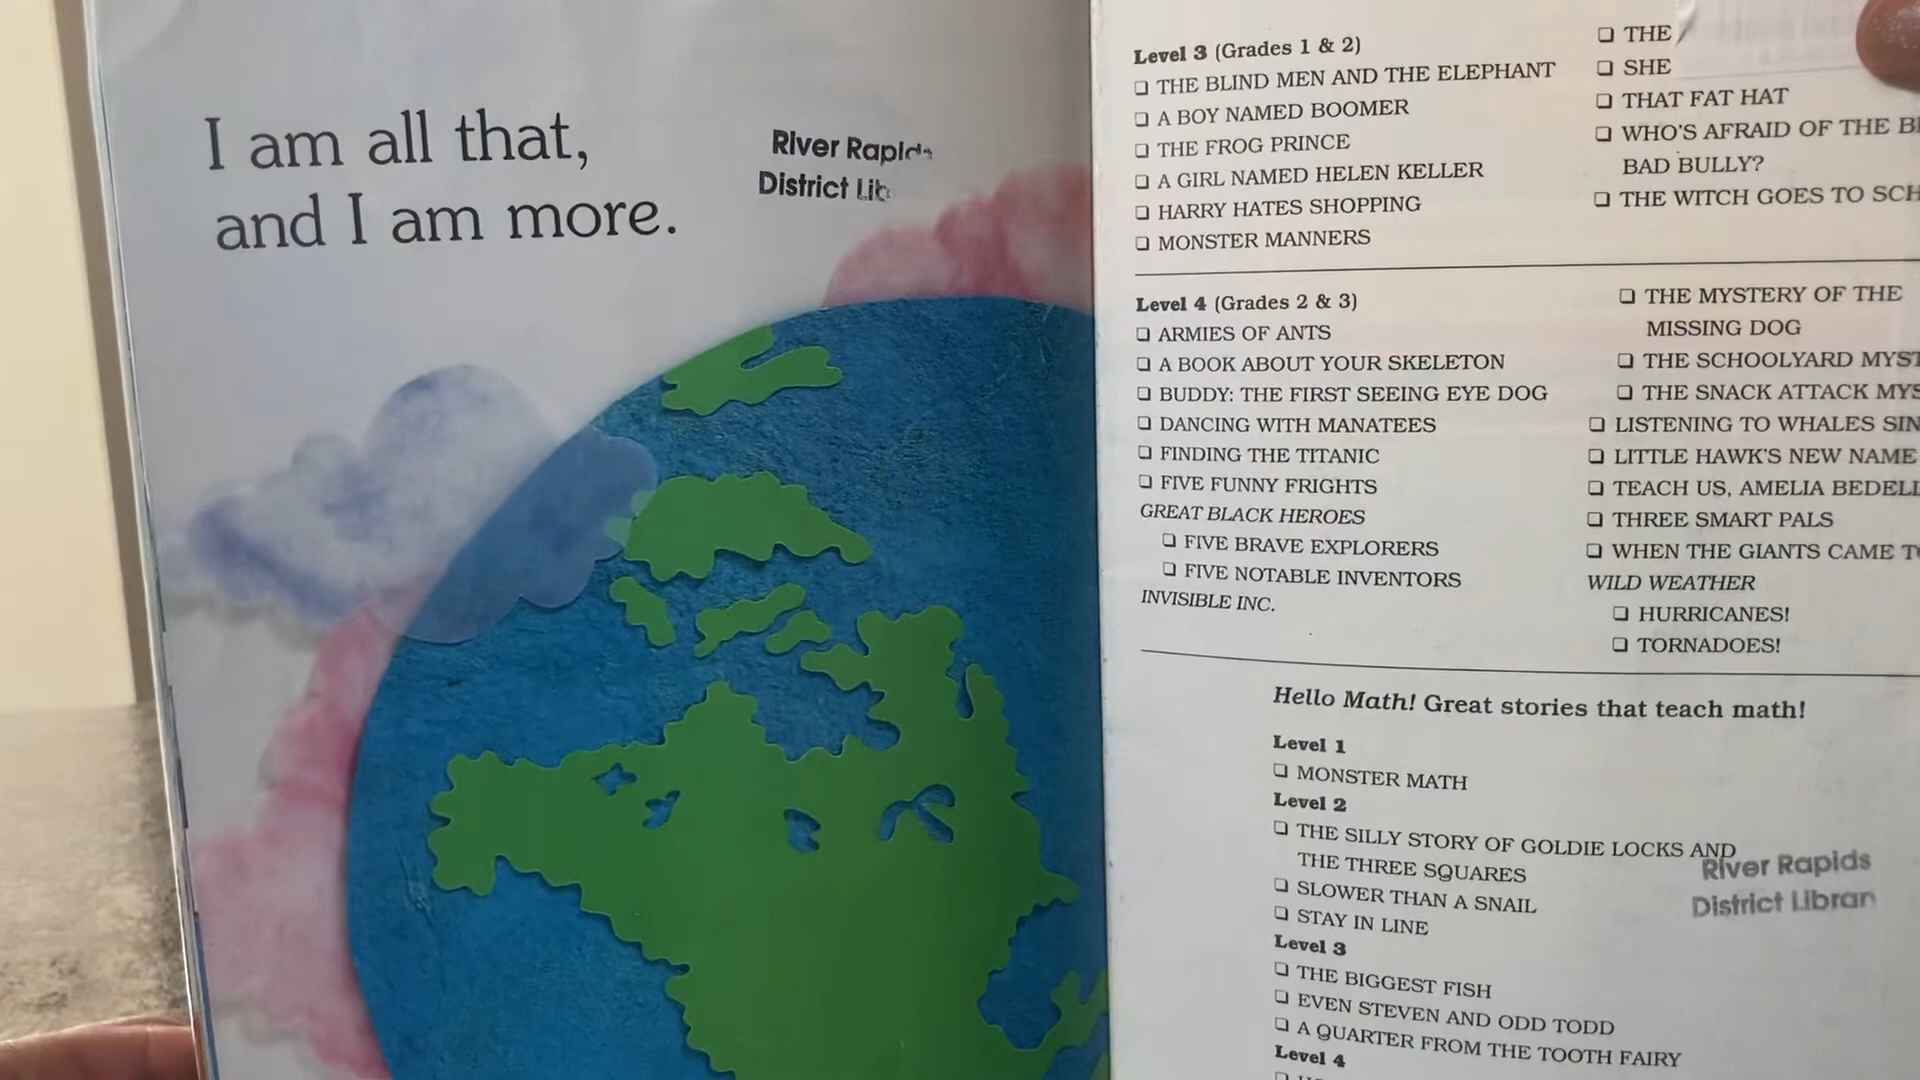 I am all that,
and I am more.
River Rapids
District
Level 3 (Grades 1 & 2)
❑ THE BLIND MEN AND THE ELEPHANT
❑ A BOY NAMED BOOMER
❑ THE FROG PRINCE
❑ A GIRL NAMED HELEN KELLER
❑ HARRY HATES SHOPPING
❑ MONSTER MANNERS
❑ THE
❑ SHE
❑ THAT FAT HAT
❑ WHO'S AFRAID OF THE
BAD BULLY?
❑ THE WITCH GOES TO
Level 4 (Grades 2 & 3)
❑ ARMIES OF ANTS
❑ A BOOK ABOUT YOUR SKELETON
❑ BUDDY: THE FIRST SEEING EYE DOG
❑ DANCING WITH MANATEES
❑ FINDING THE TITANIC
❑ FIVE FUNNY FRIGHTS
GREAT BLACK HEROES
❑ FIVE BRAVE EXPLORERS
❑ FIVE NOTABLE INVENTORS
INVISIBLE INC.
❑ THE MYSTERY OF THE
MISSING DOG
❑ THE SCHOOLYARD
❑ THE SNACK ATTACK
❑ LISTENING TO WHALES
❑ LITTLE HAWK'S NEW NAME
❑ TEACH US, AMELIA
❑ THREE SMART PALS
❑ WHEN THE GIANTS CAME
WILD WEATHER
❑ HURRICANES!
❑ TORNADOES!
Hello Math! Great stories that teach math!
Level 1
❑ MONSTER MATH
Level 2
❑ THE SILLY STORY OF GOLDIE LOCKS AND
THE THREE SQUARES
❑ SLOWER THAN A SNAIL
❑ STAY IN LINE
River Rapids
District
Level 3
❑ THE BIGGEST FISH
❑ EVEN STEVEN AND ODD TODD
❑ A QUARTER FROM THE TOOTH FAIRY
Level 4